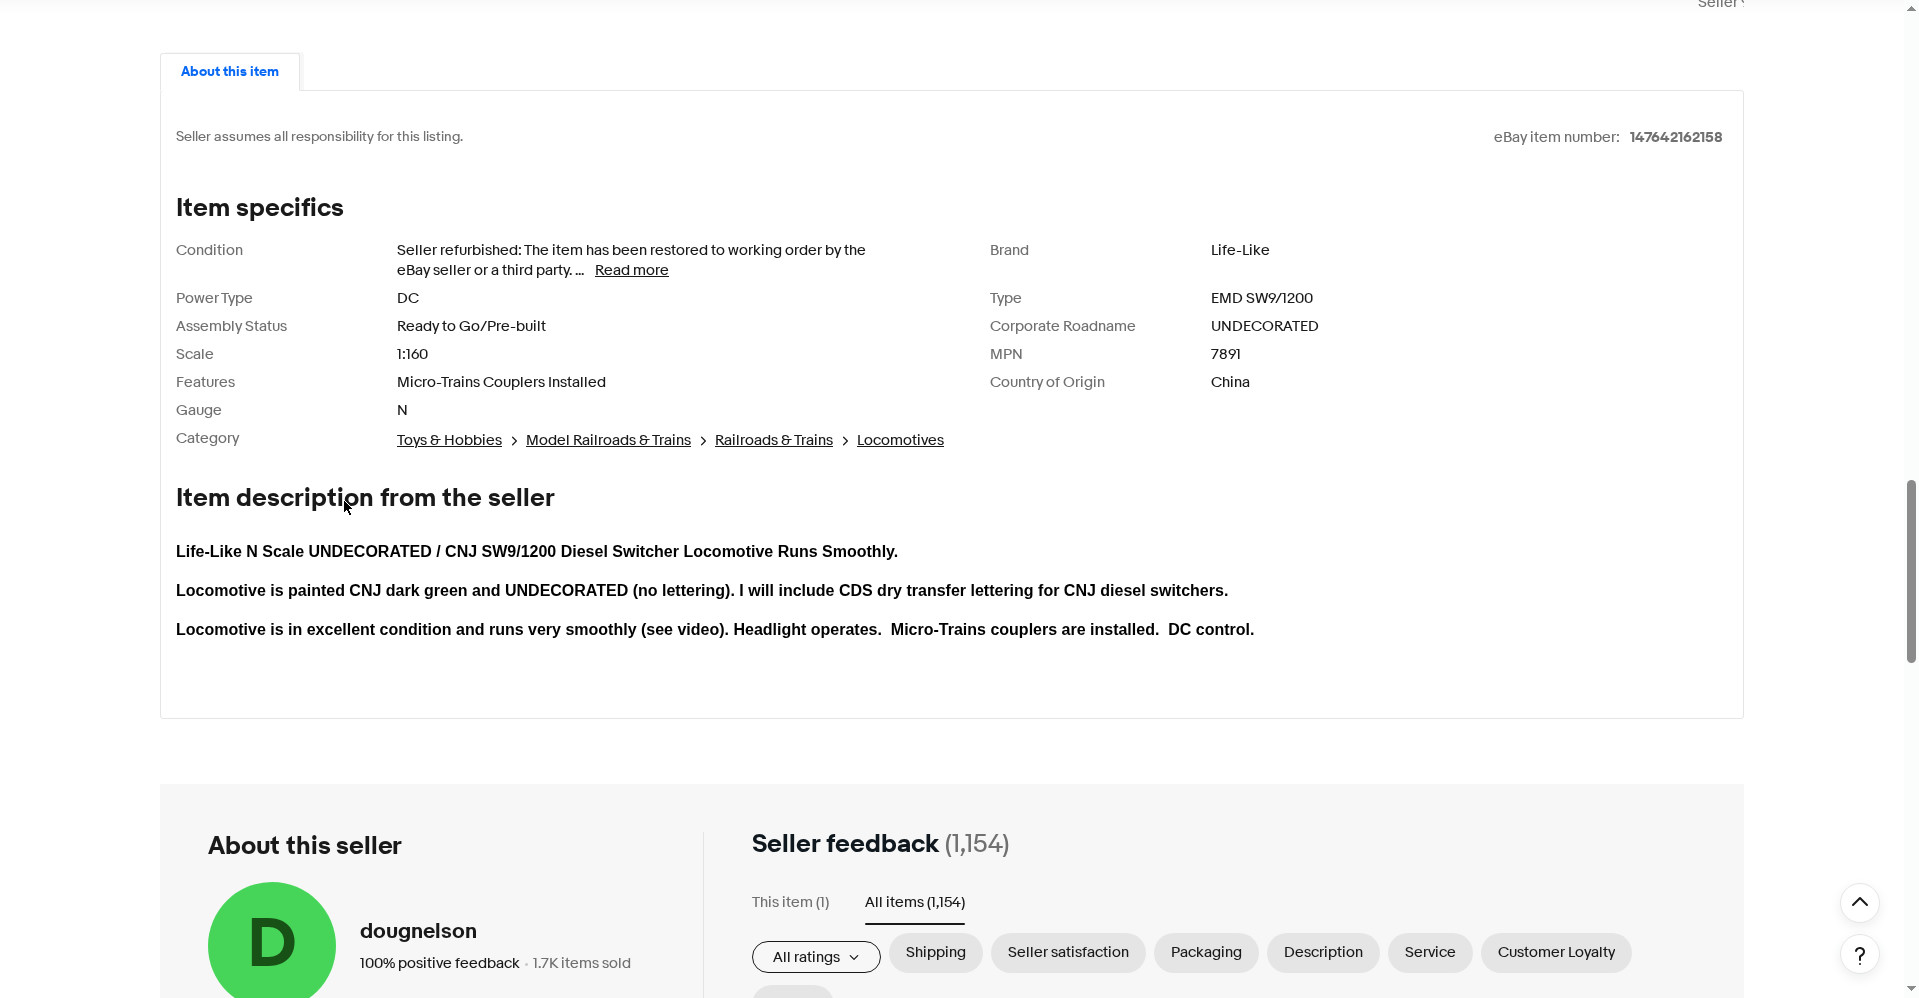 Seller
About this item
Seller assumes all responsibility for this listing.
eBay item number: 147642162158
Item specifics
Condition
Seller refurbished: The item has been restored to working order by the
eBay seller or a third party. ... Read more
Brand
Life-Like
Power Type
DC
Type
EMD SW9/1200
Assembly Status
Ready to Go/Pre-built
Corporate Roadname
UNDECORATED
Scale
1:160
MPN
7891
Features
Micro-Trains Couplers Installed
Country of Origin
China
Gauge
N
Category
Toys & Hobbies > Model Railroads & Trains > Railroads & Trains > Locomotives
Item description from the seller
Life-Like N Scale UNDECORATED / CNJ SW9/1200 Diesel Switcher Locomotive Runs Smoothly.
Locomotive is painted CNJ dark green and UNDECORATED (no lettering). I will include CDS dry transfer lettering for CNJ diesel switchers.
Locomotive is in excellent condition and runs very smoothly (see video). Headlight operates.  Micro-Trains couplers are installed.  DC control.
About this seller
D
dougnelson
100% positive feedback · 1.7K items sold
Seller feedback (1,154)
This item (1)
All items (1,154)
All ratings
Shipping
Seller satisfaction
Packaging
Description
Service
Customer Loyalty
?